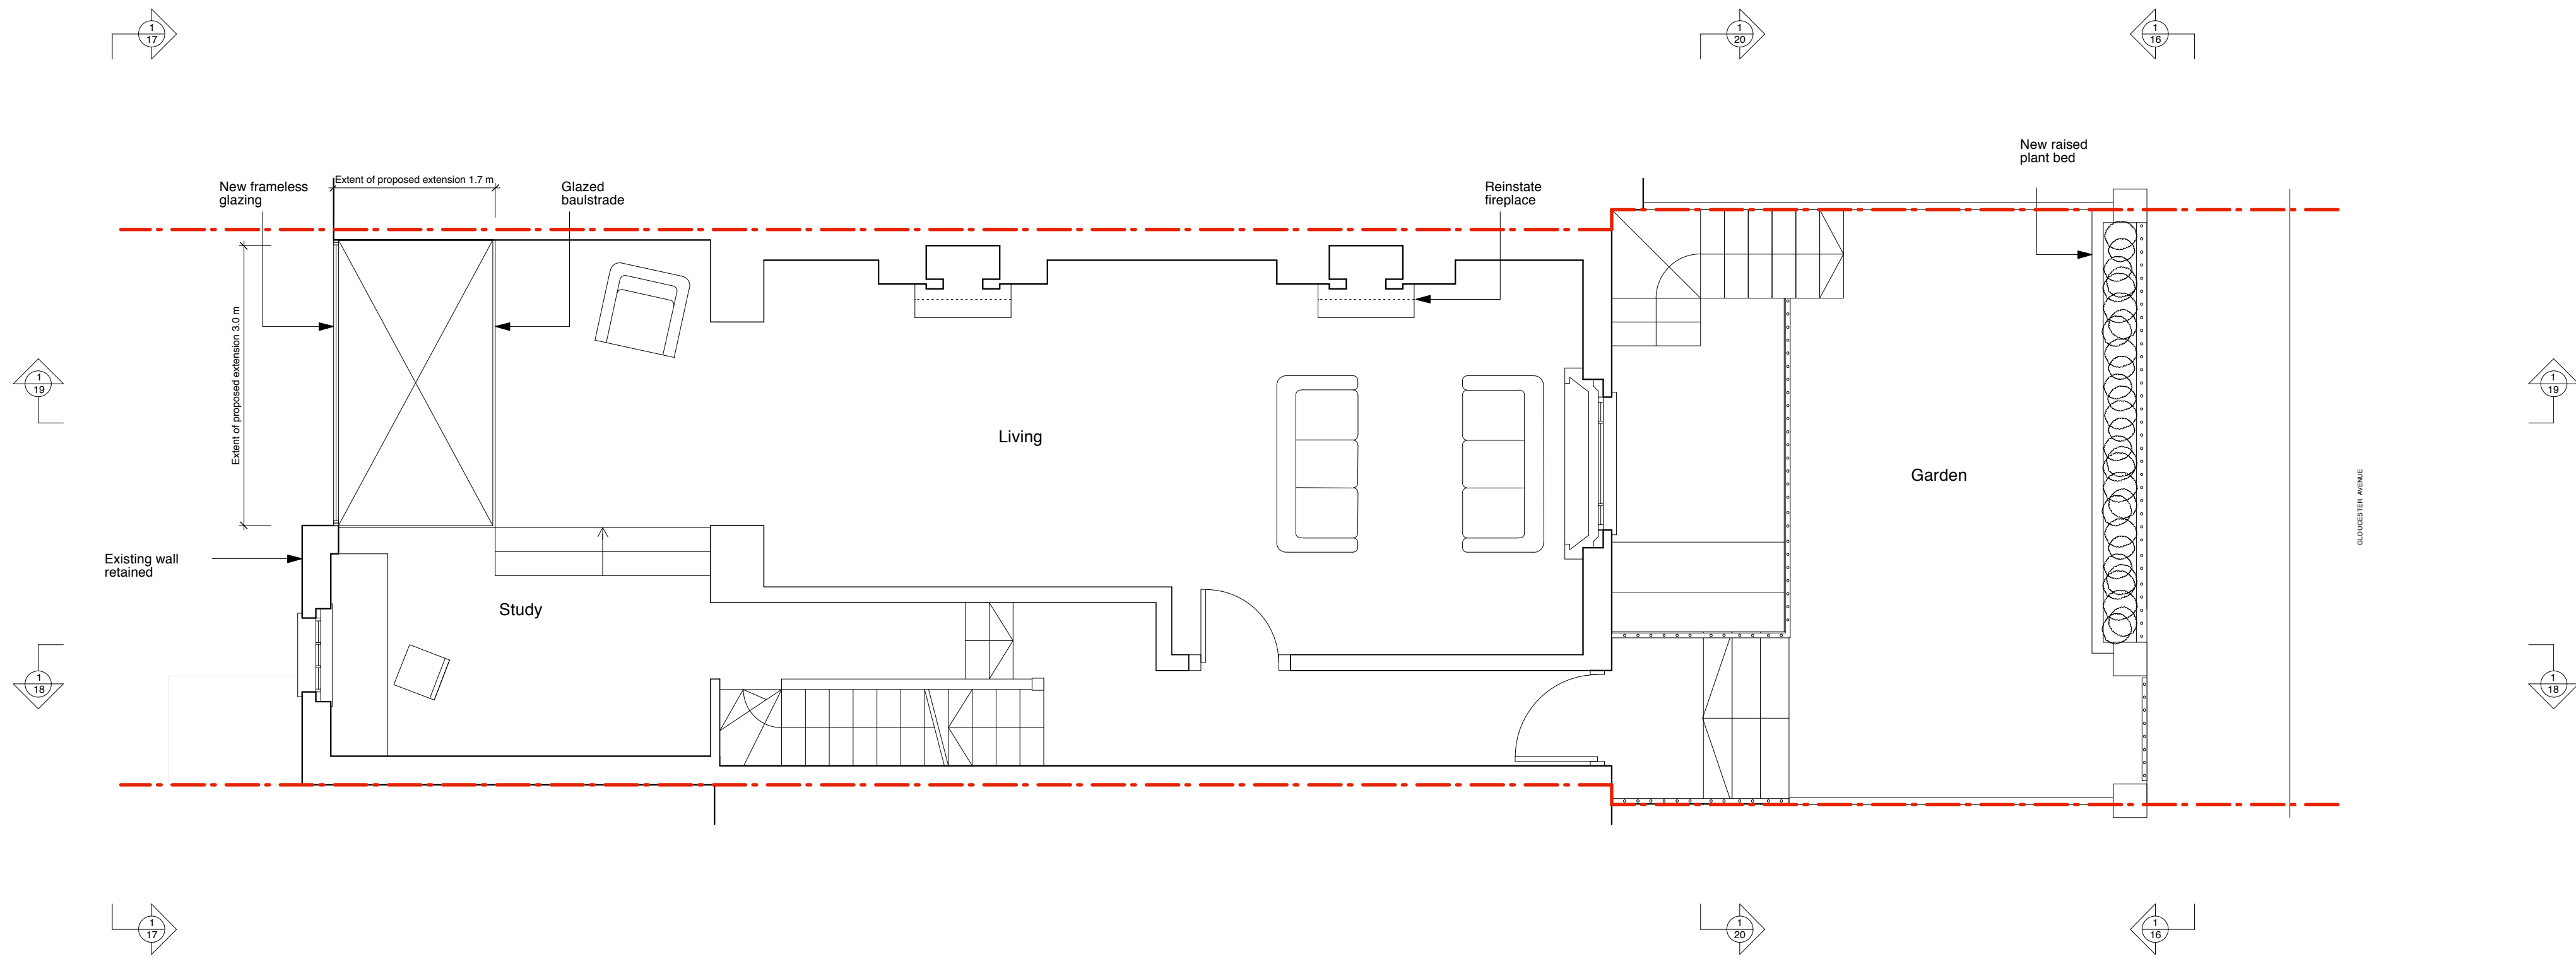 1
17
1
20
1
16
New raised
plant bed
Extent of proposed extension 1.7 m
New frameless
glazing
Glazed
baulstrade
Reinstate
fireplace
Extent of proposed extension 3.0 m
1
19
1
19
Living
Garden
GLOUCESTER AVENUE
Existing wall
retained
Study
1
18
1
18
1
17
1
20
1
16